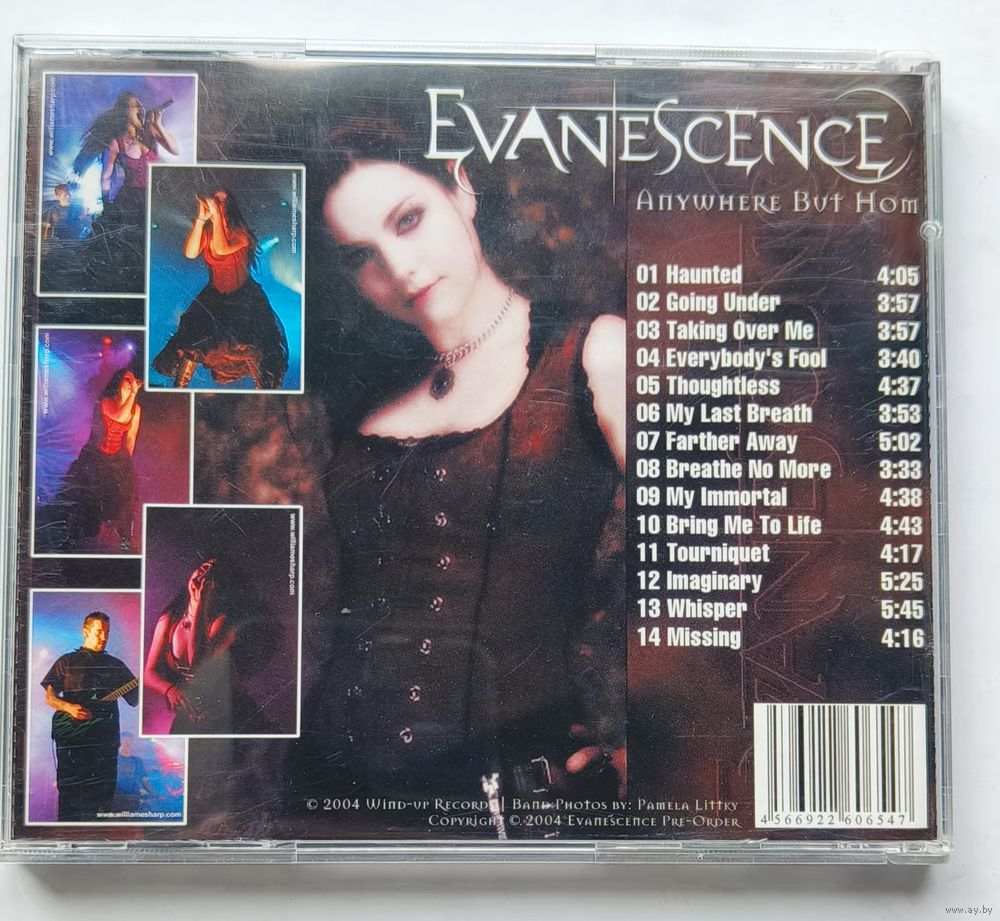 EVANESCENCE
ANYWHERE BUT HOM
01 Haunted 4:05
02 Going Under 3:57
03 Taking Over Me 3:57
04 Everybody's Fool 3:40
05 Thoughtless 4:37
06 My Last Breath 3:53
07 Farther Away 5:02
08 Breathe No More 3:33
09 My Immortal 4:38
10 Bring Me To Life 4:43
11 Tourniquet 4:17
12 Imaginary 5:25
13 Whisper 5:45
14 Missing 4:16
www.williamesharp.com
www.williamesharp.com
www.williamesharp.com
www.williamesharp.com
www.williamesharp.com
© 2004 WIND-UP RECORDS | BAND PHOTOS BY: PAMELA LITTKY
COPYRIGHT © 2004 EVANESCENCE PRE-ORDER
4 566922 606547
www.ay.by